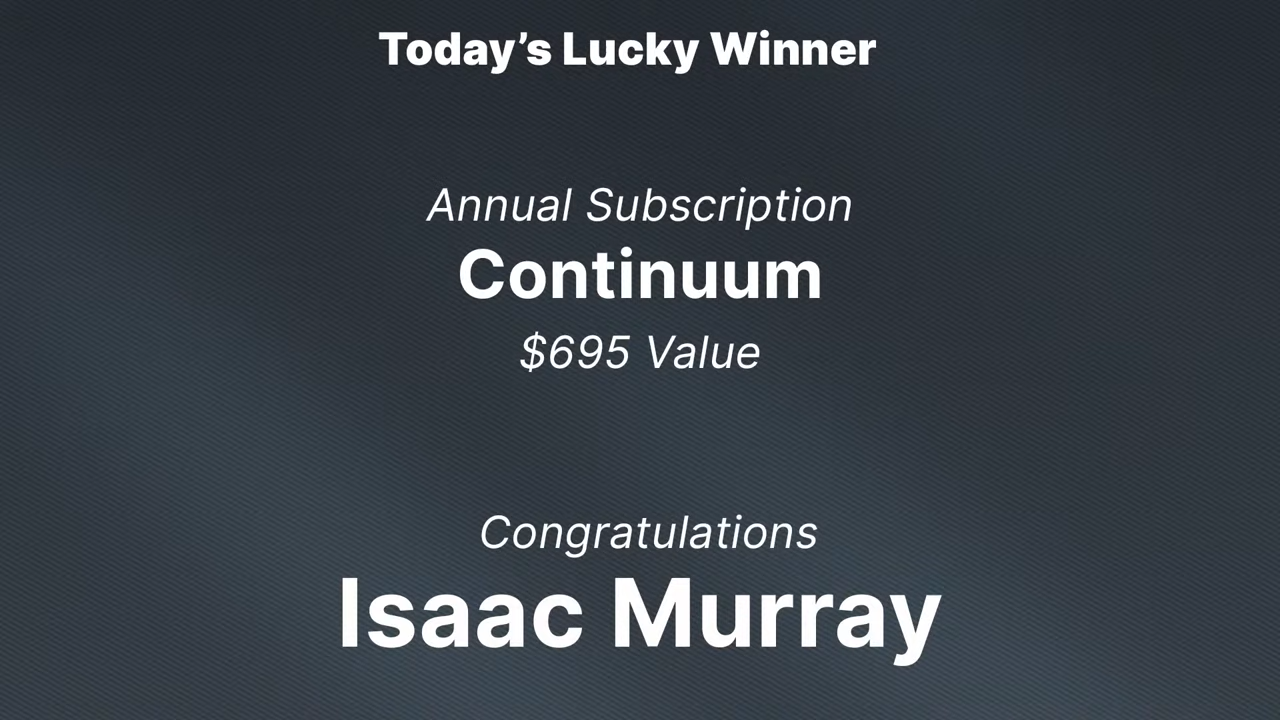 Today’s Lucky Winner
Annual Subscription
Continuum
$695 Value
Congratulations
Isaac Murray